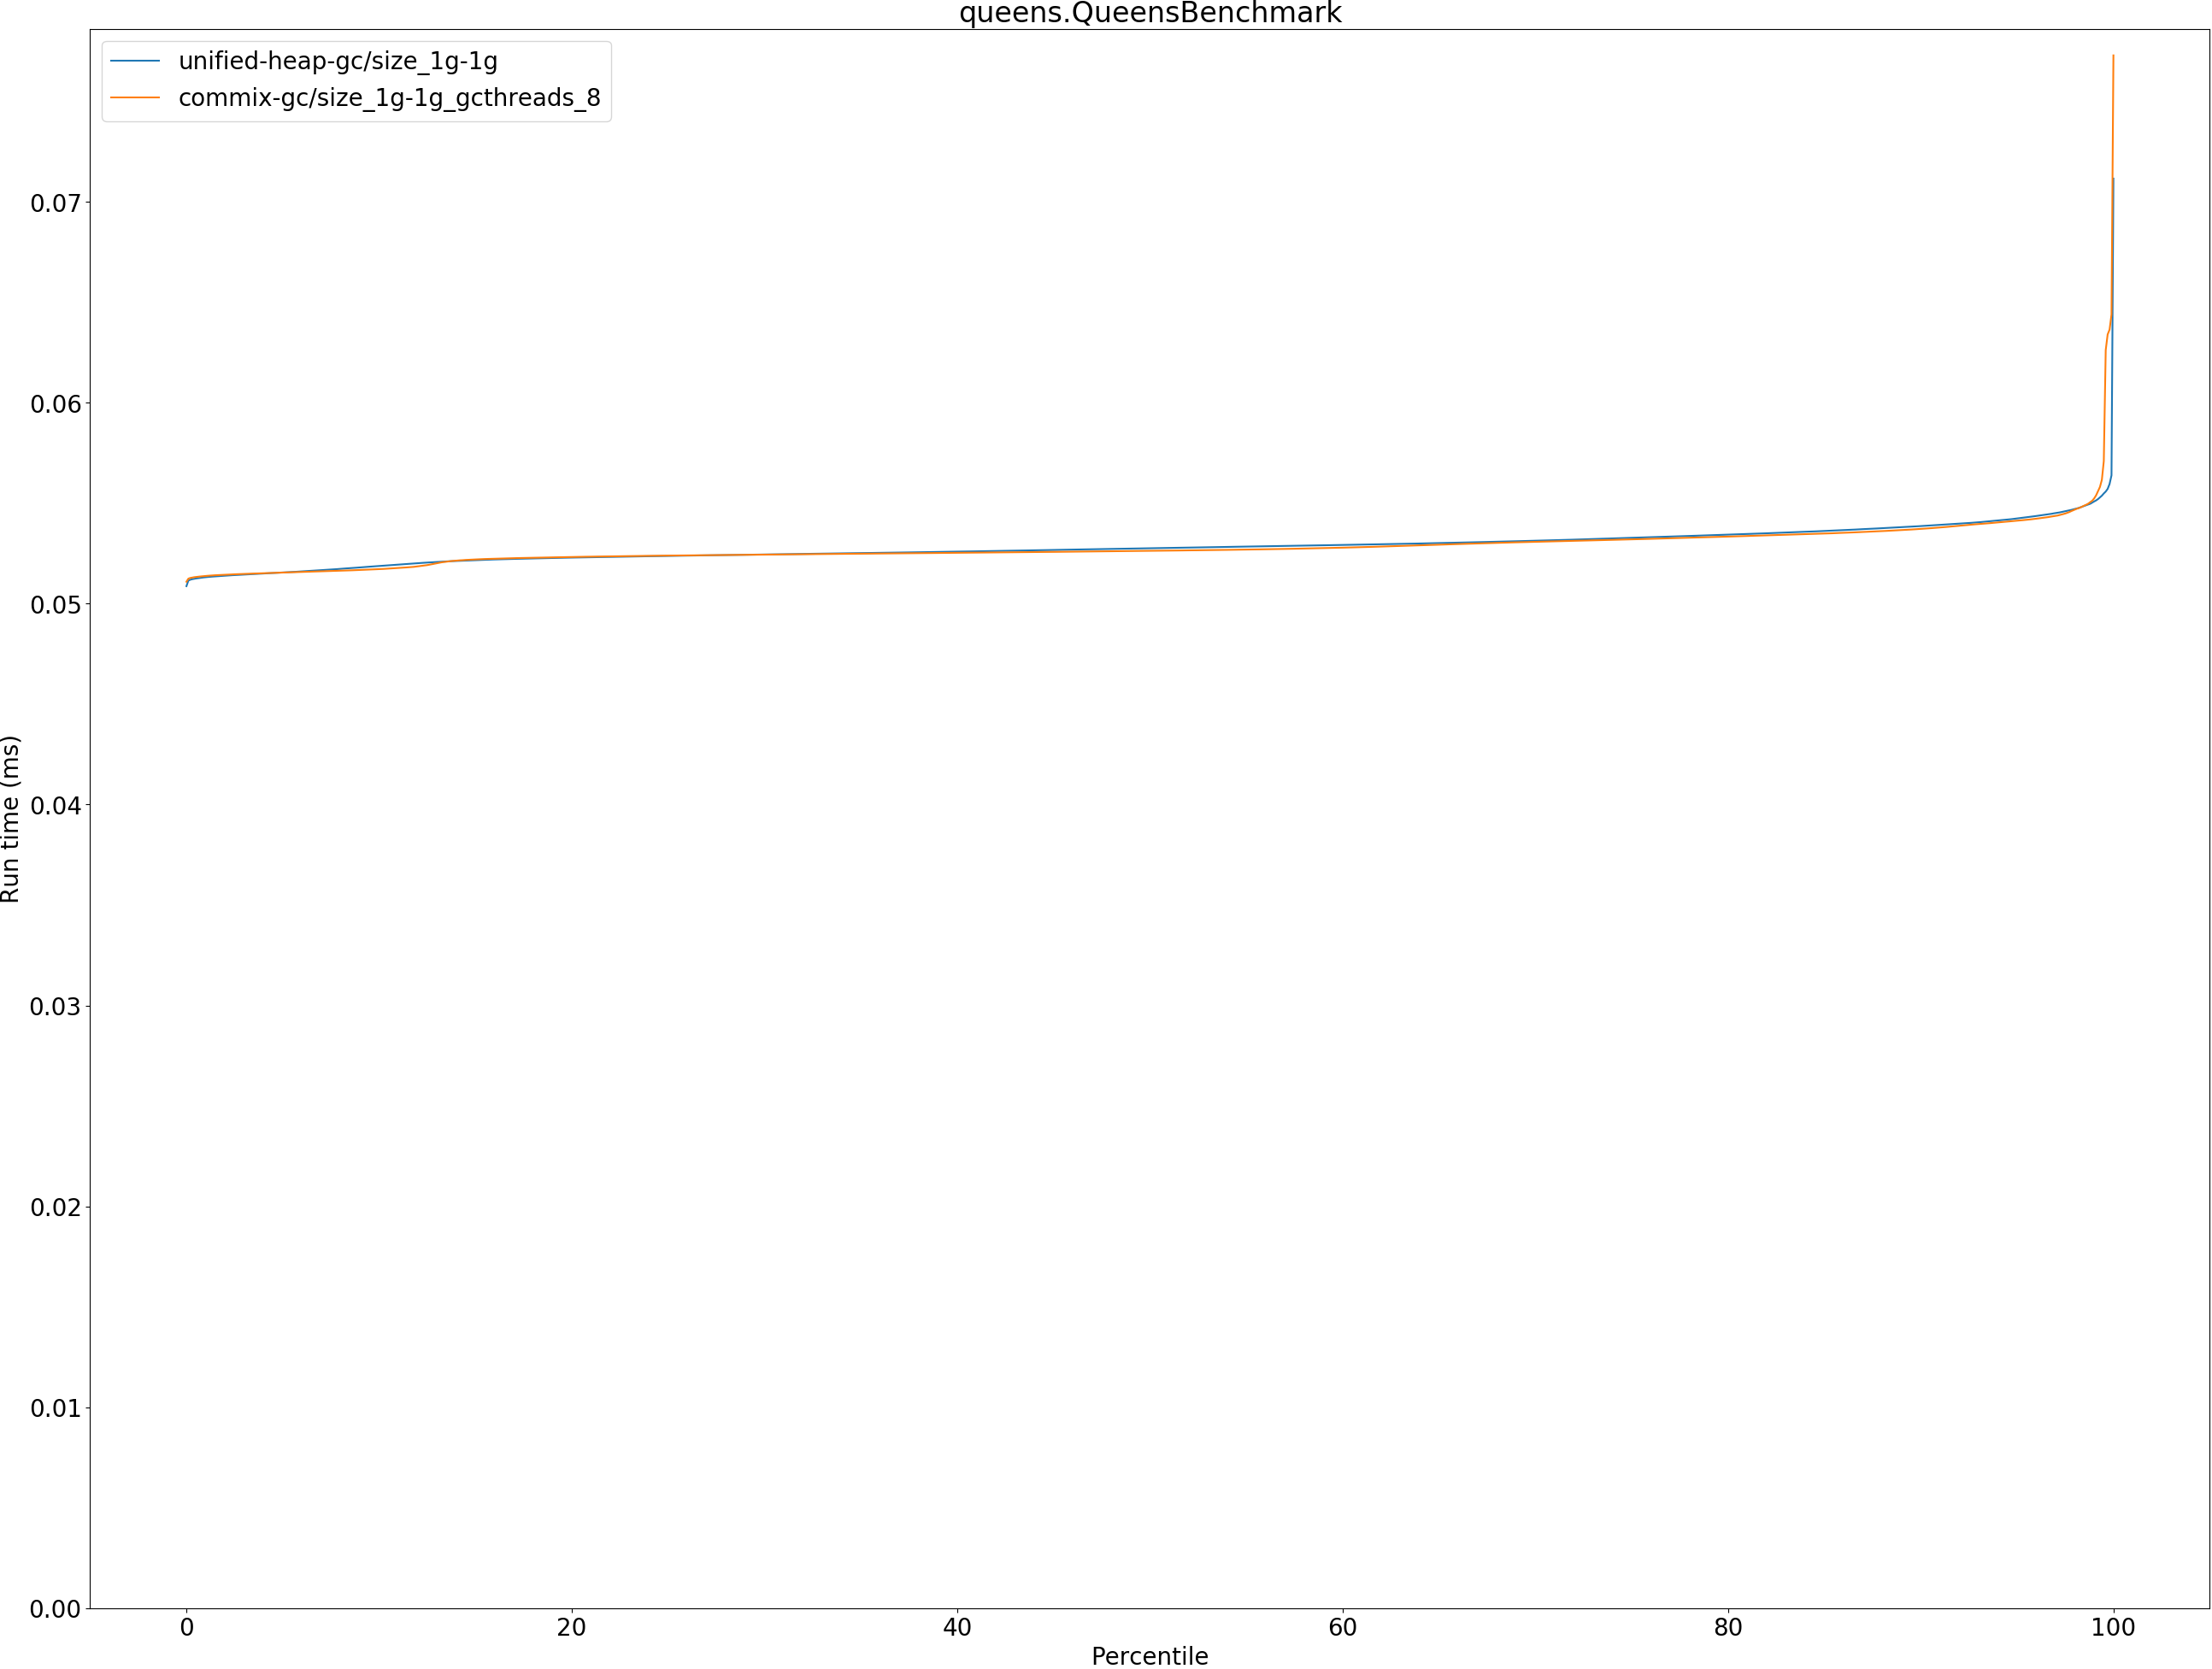 queens.QueensBenchmark
unified-heap-gc/size_1g-1g
commix-gc/size_1g-1g_gcthreads_8
Run time (ms)
0.07
0.06
0.05
0.04
0.03
0.02
0.01
0.00
0 20 40 60 80 100
Percentile